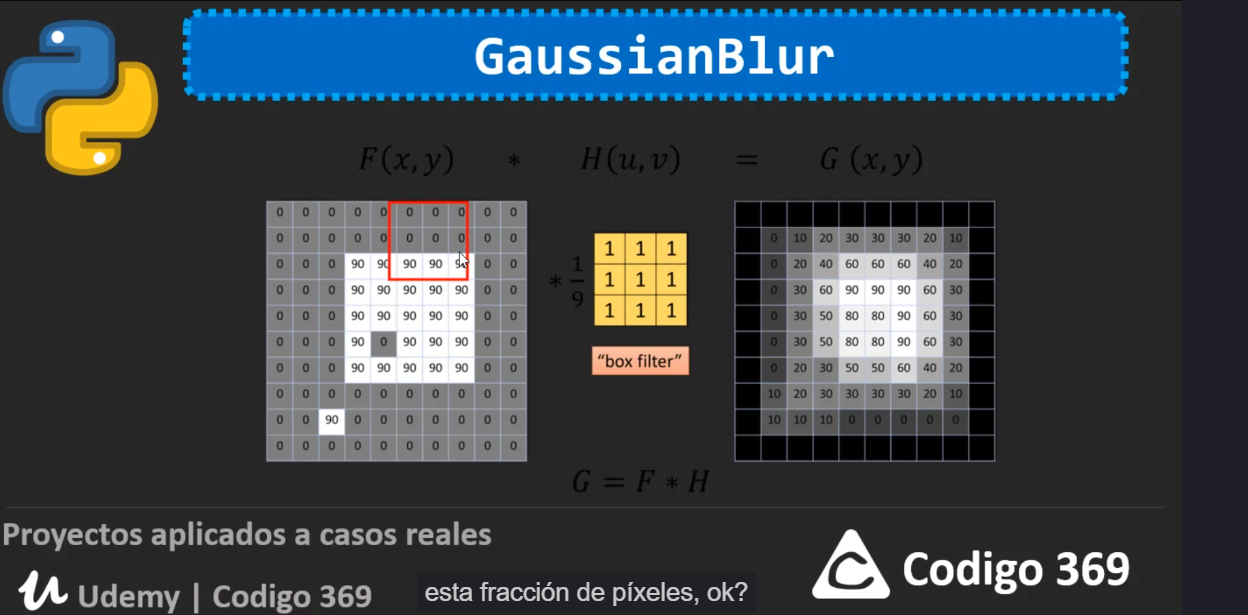 GaussianBlur
F(x, y) * H(u, v) = G (x, y)
0 0 0 0 0 0 0 0 0 0
0 0 0 0 0 0 0 0 0 0
0 0 0 90 90 90 90 90 0 0
0 0 0 90 90 90 90 90 0 0
0 0 0 90 90 90 90 90 0 0
0 0 0 90 0 90 90 90 0 0
0 0 0 90 90 90 90 90 0 0
0 0 0 0 0 0 0 0 0 0
0 0 90 0 0 0 0 0 0 0
0 0 0 0 0 0 0 0 0 0
* 1/9
1 1 1
1 1 1
1 1 1
“box filter”
0 10 20 30 30 30 20 10
0 20 40 60 60 60 40 20
0 30 60 90 90 90 60 30
0 30 50 80 80 90 60 30
0 30 50 80 80 90 60 30
0 20 30 50 50 60 40 20
10 20 30 30 30 30 20 10
10 10 10 0 0 0 0 0
G = F * H
Proyectos aplicados a casos reales
Udemy | Codigo 369
esta fracción de píxeles, ok?
C Codigo 369